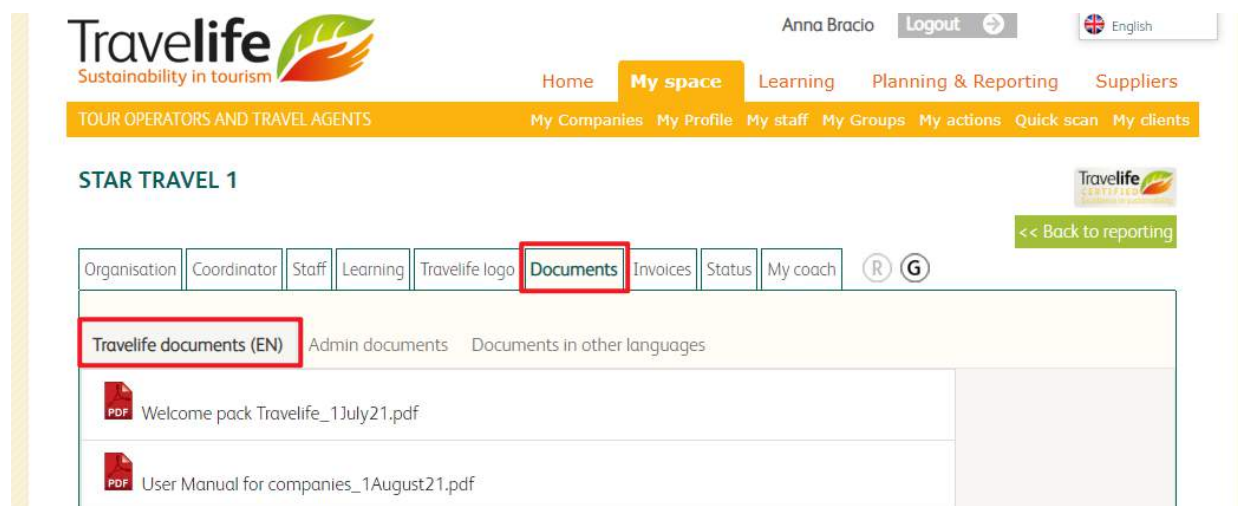 Travelife
Sustainability in tourism
Anna Bracio Logout English
Home My space Learning Planning & Reporting Suppliers
TOUR OPERATORS AND TRAVEL AGENTS My Companies My Profile My staff My Groups My actions Quick scan My clients
STAR TRAVEL 1
Travelife
CERTIFIED
<< Back to reporting
Organisation Coordinator Staff Learning Travelife logo Documents Invoices Status My coach R G
Travelife documents (EN) Admin documents Documents in other languages
PDF Welcome pack Travelife_1July21.pdf
PDF User Manual for companies_1August21.pdf